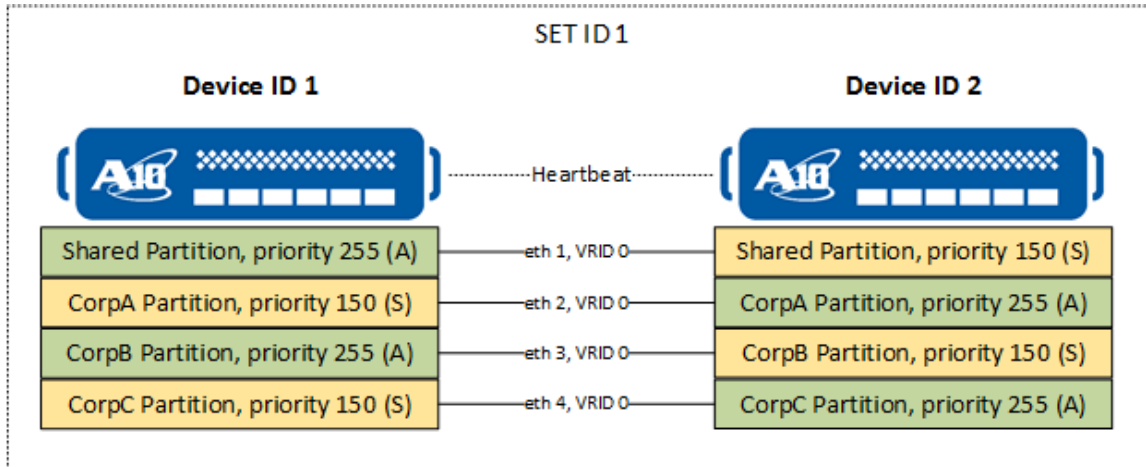 SET ID 1
Device ID 1
Device ID 2
A10
Heartbeat
A10
Shared Partition, priority 255 (A)
eth 1, VRID 0
Shared Partition, priority 150 (S)
CorpA Partition, priority 150 (S)
eth 2, VRID 0
CorpA Partition, priority 255 (A)
CorpB Partition, priority 255 (A)
eth 3, VRID 0
CorpB Partition, priority 150 (S)
CorpC Partition, priority 150 (S)
eth 4, VRID 0
CorpC Partition, priority 255 (A)